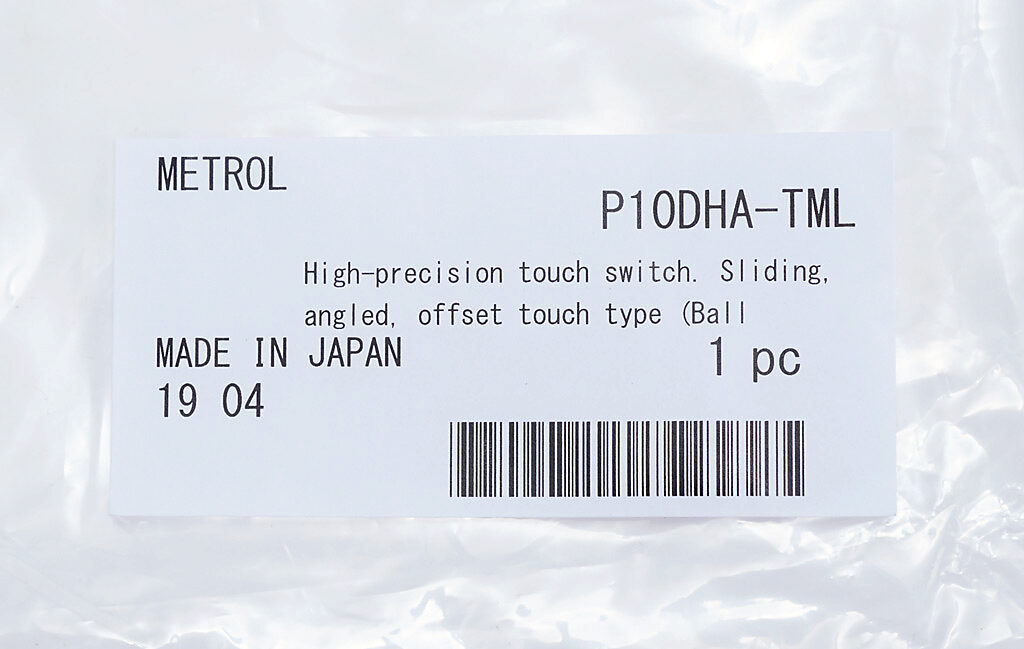 METROL
P10DHA-TML
High-precision touch switch. Sliding,
angled, offset touch type (Ball
MADE IN JAPAN
1 pc
19 04